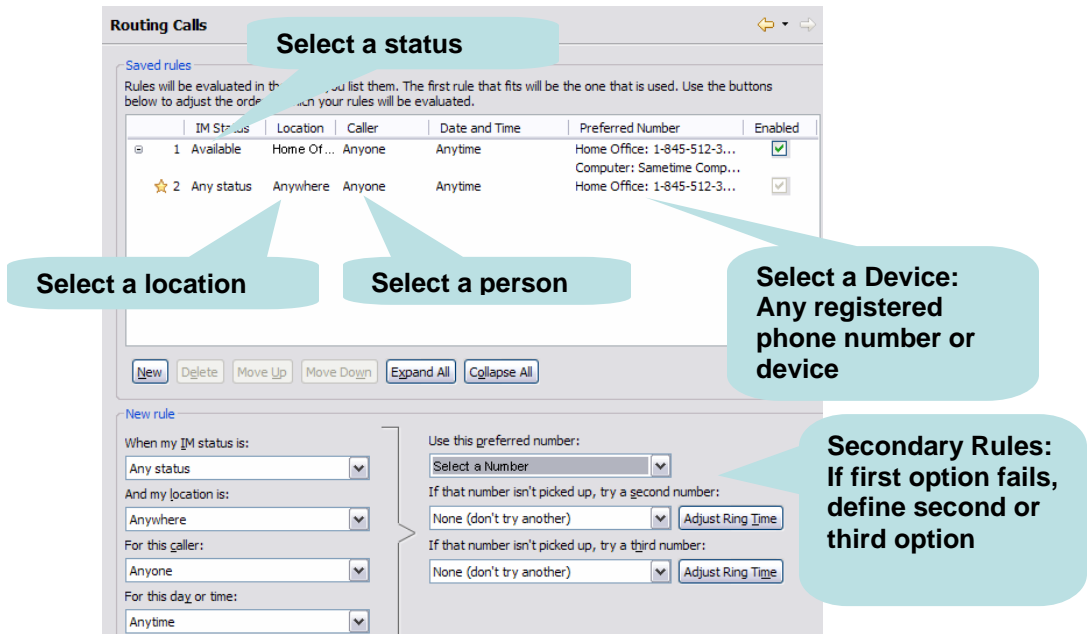 Routing Calls
Select a status
Saved rules
Rules will be evaluated in the you list them. The first rule that fits will be the one that is used. Use the buttons
below to adjust the order which your rules will be evaluated.
IM Status Location Caller Date and Time Preferred Number Enabled
1 Available Home Of... Anyone Anytime Home Office: 1-845-512-3...
Computer: Sametime Comp...
2 Any status Anywhere Anyone Anytime Home Office: 1-845-512-3...
Select a location
Select a person
Select a Device:
Any registered
phone number or
device
New Delete Move Up Move Down Expand All Collapse All
New rule
When my IM status is:
Any status
And my location is:
Anywhere
For this caller:
Anyone
For this day or time:
Anytime
Use this preferred number:
Select a Number
If that number isn't picked up, try a second number:
None (don't try another) Adjust Ring Time
If that number isn't picked up, try a third number:
None (don't try another) Adjust Ring Time
Secondary Rules:
If first option fails,
define second or
third option